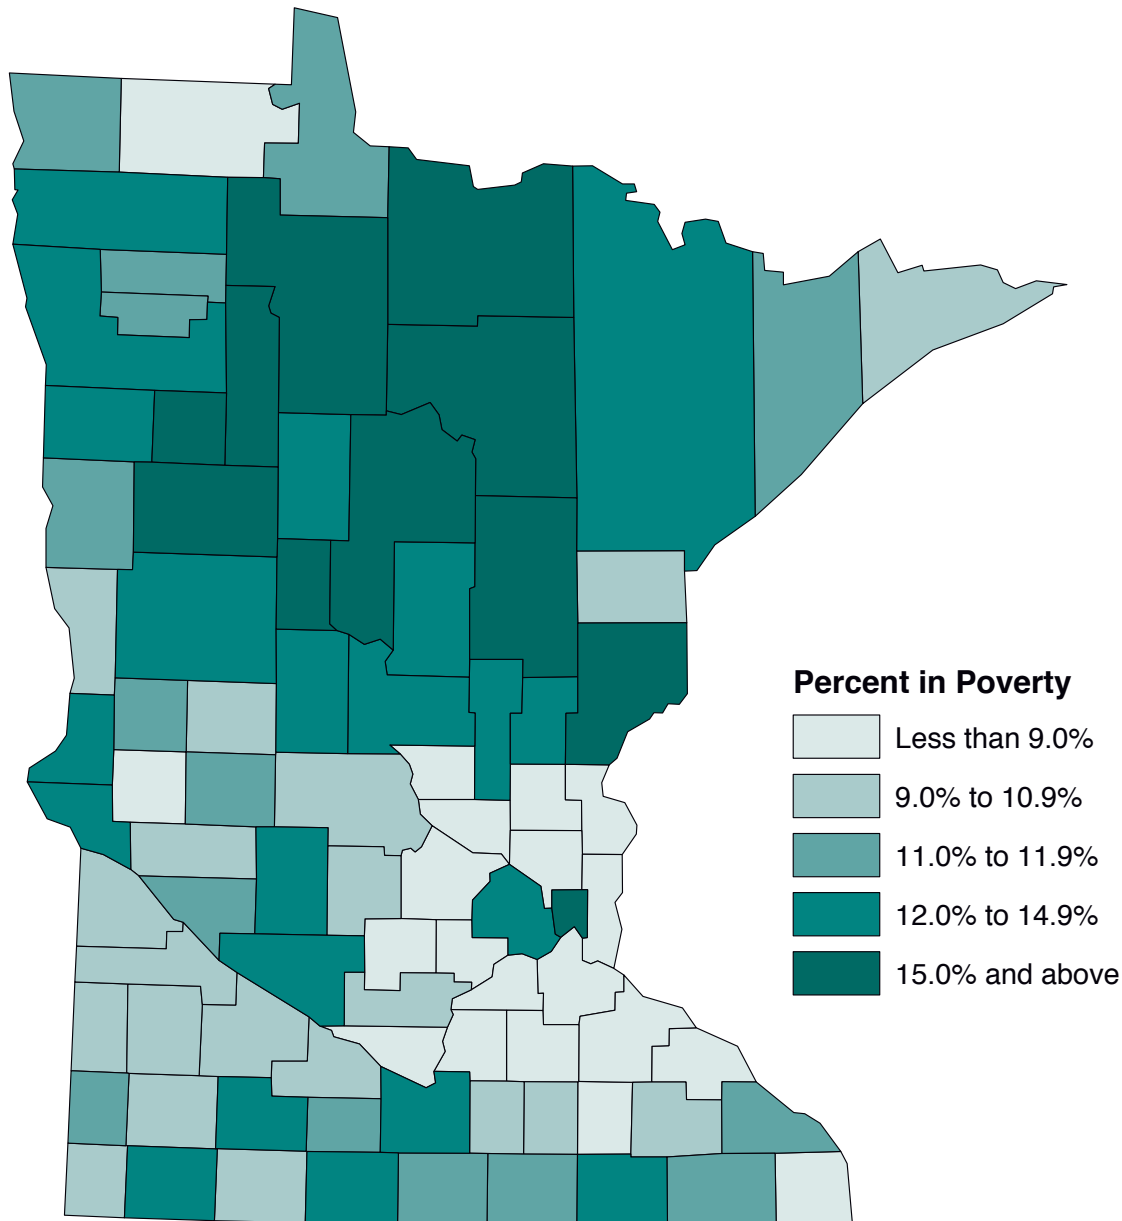 Percent in Poverty
Less than 9.0%
9.0% to 10.9%
11.0% to 11.9%
12.0% to 14.9%
15.0% and above